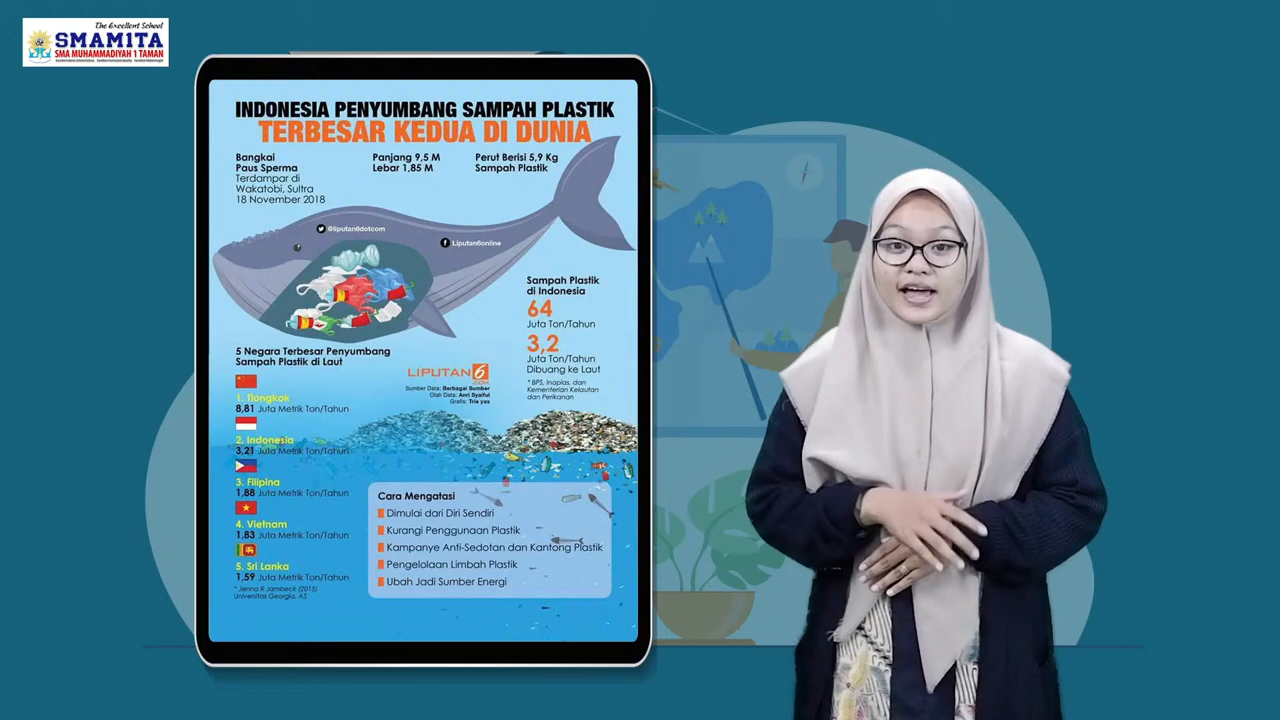 The Excellent School
SMAMITA
SMA MUHAMMADIYAH 1 TAMAN
INDONESIA PENYUMBANG SAMPAH PLASTIK
TERBESAR KEDUA DI DUNIA
Bangkai
Paus Sperma
Terdampar di
Wakatobi, Sultra
18 November 2018
Panjang 9,5 M
Lebar 1,85 M
Perut Berisi 5,9 Kg
Sampah Plastik
@liputan6dotcom
Liputan6online
Sampah Plastik
di Indonesia
64
Juta Ton/Tahun
3,2
Juta Ton/Tahun
Dibuang ke Laut
* BPS, Inaplas, dan
Kementerian Kelautan
dan Perikanan
5 Negara Terbesar Penyumbang
Sampah Plastik di Laut
LIPUTAN 6
.COM
Sumber Data: Berbagai Sumber
Olah Data: Anri Syaiful
Grafis: Trie yas
1. Tiongkok
8,81 Juta Metrik Ton/Tahun
2. Indonesia
3,21 Juta Metrik Ton/Tahun
3. Filipina
1,88 Juta Metrik Ton/Tahun
4. Vietnam
1,83 Juta Metrik Ton/Tahun
5. Sri Lanka
1,59 Juta Metrik Ton/Tahun
* Jenna R Jambeck (2015)
Universitas Georgia, AS
Cara Mengatasi
Dimulai dari Diri Sendiri
Kurangi Penggunaan Plastik
Kampanye Anti-Sedotan dan Kantong Plastik
Pengelolaan Limbah Plastik
Ubah Jadi Sumber Energi